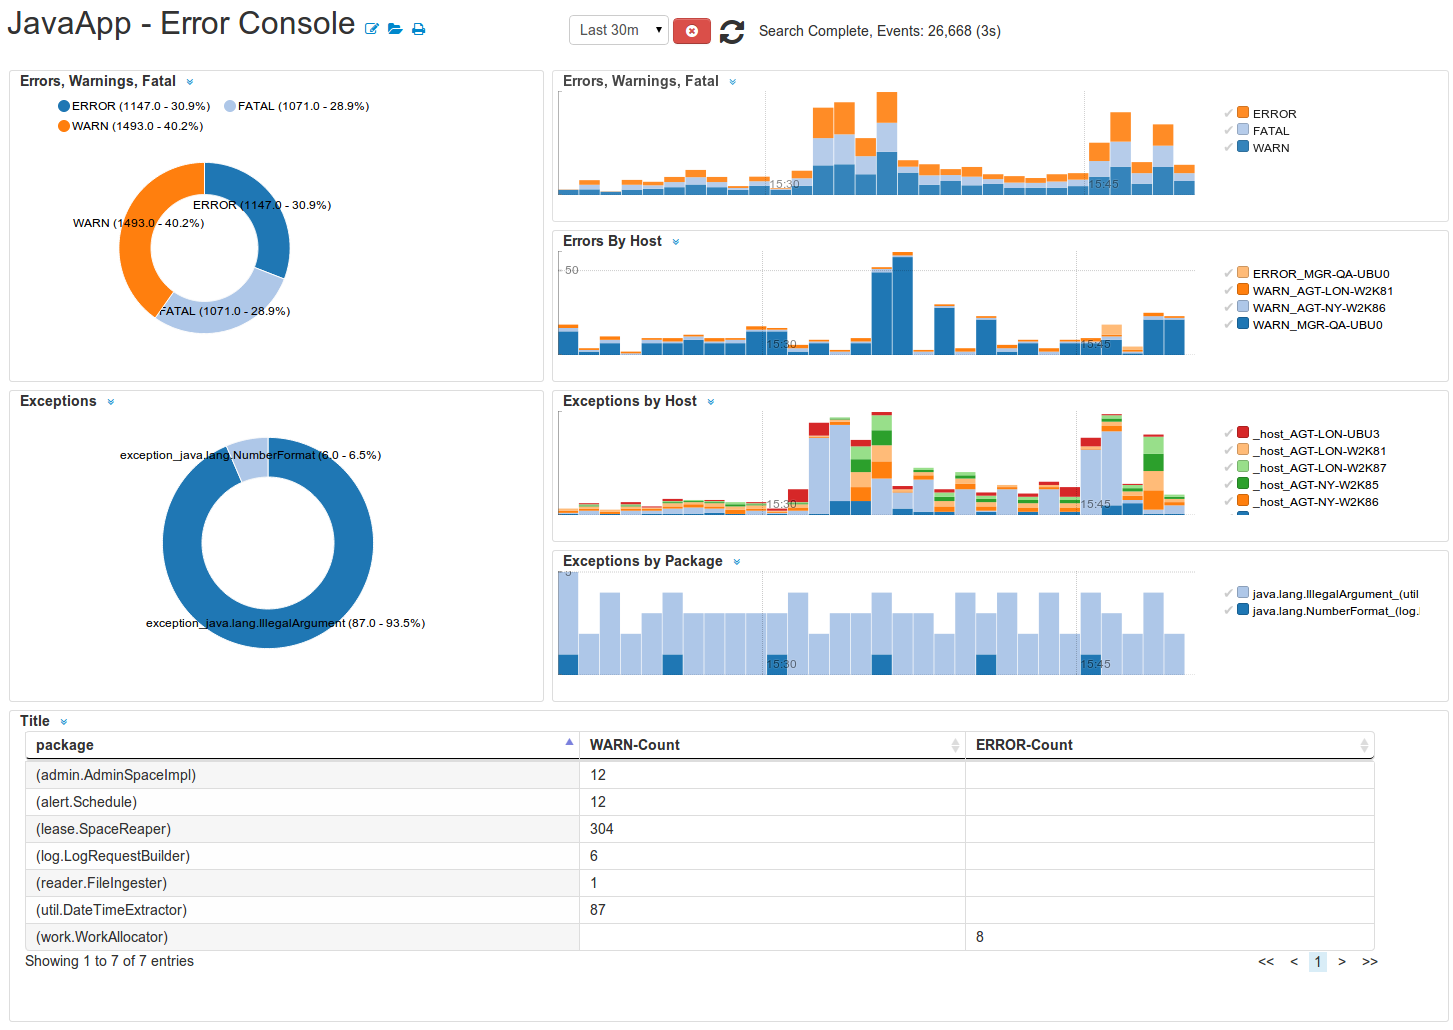 JavaApp - Error Console
Last 30m
Search Complete, Events: 26,668 (3s)
Errors, Warnings, Fatal
ERROR (1147.0 - 30.9%) FATAL (1071.0 - 28.9%)
WARN (1493.0 - 40.2%)
ERROR (1147.0 - 30.9%)
WARN (1493.0 - 40.2%)
FATAL (1071.0 - 28.9%)
Errors, Warnings, Fatal
15:30 15:45
ERROR
FATAL
WARN
Errors By Host
50
15:30 15:45
ERROR_MGR-QA-UBU0
WARN_AGT-LON-W2K81
WARN_AGT-NY-W2K86
WARN_MGR-QA-UBU0
Exceptions
exception_java.lang.NumberFormat (6.0 - 6.5%)
exception_java.lang.IllegalArgument (87.0 - 93.5%)
Exceptions by Host
15:30 15:45
_host_AGT-LON-UBU3
_host_AGT-LON-W2K81
_host_AGT-LON-W2K87
_host_AGT-NY-W2K85
_host_AGT-NY-W2K86
Exceptions by Package
5
15:30 15:45
java.lang.IllegalArgument_(util
java.lang.NumberFormat_(log.
Title
package WARN-Count ERROR-Count
(admin.AdminSpaceImpl) 12
(alert.Schedule) 12
(lease.SpaceReaper) 304
(log.LogRequestBuilder) 6
(reader.FileIngester) 1
(util.DateTimeExtractor) 87
(work.WorkAllocator) 8
Showing 1 to 7 of 7 entries
<< < 1 > >>